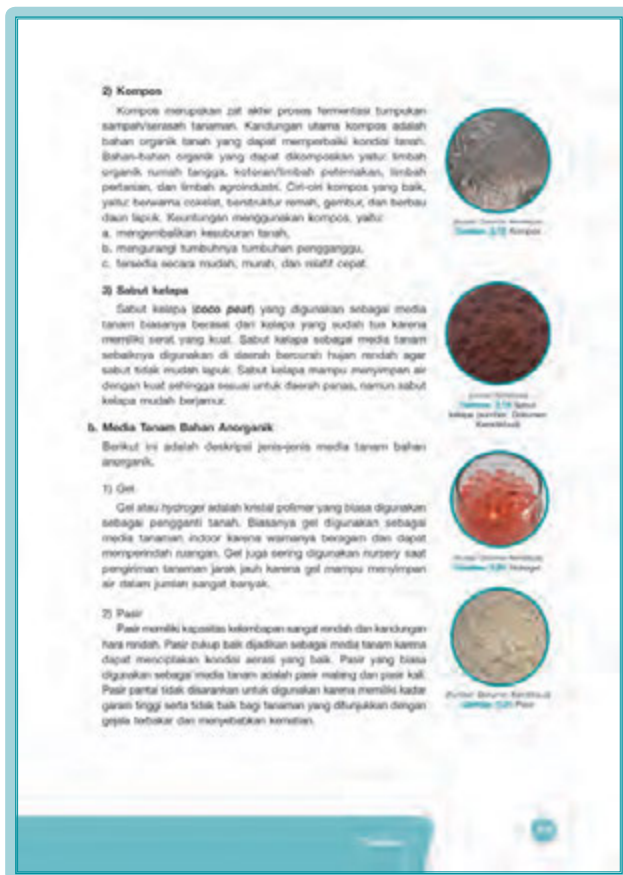 2) Kompos
Kompos merupakan zat akhir proses fermentasi tumpukan
sampah/serasah tanaman. Kandungan utama kompos adalah
bahan organik tanah yang dapat memperbaiki kondisi tanah.
Bahan-bahan organik yang dapat dikomposkan yaitu: limbah
organik rumah tangga, kotoran/limbah peternakan, limbah
pertanian, dan limbah agroindustri. Ciri-ciri kompos yang baik,
yaitu: berwarna cokelat, berstruktur remah, gembur, dan berbau
daun lapuk. Keuntungan menggunakan kompos, yaitu:
a. mengembalikan kesuburan tanah,
b. mengurangi tumbuhnya tumbuhan pengganggu,
c. tersedia secara mudah, murah, dan relatif cepat.
Kompos
3) Sabut kelapa
Sabut kelapa (coco peat) yang digunakan sebagai media
tanam biasanya berasal dari kelapa yang sudah tua karena
memiliki serat yang kuat. Sabut kelapa sebagai media tanam
sebaiknya digunakan di daerah bercurah hujan rendah agar
sabut tidak mudah lapuk. Sabut kelapa mampu menyimpan air
dengan kuat sehingga sesuai untuk daerah panas, namun sabut
kelapa mudah berjamur.
Sabut
kelapa (sumber: Dokumen
Kemdikbud)
b. Media Tanam Bahan Anorganik
Berikut ini adalah deskripsi jenis-jenis media tanam bahan
anorganik.
1) Gel
Gel atau hydrogel adalah kristal polimer yang biasa digunakan
sebagai pengganti tanah. Biasanya gel digunakan sebagai
media tanaman indoor karena warnanya beragam dan dapat
memperindah ruangan. Gel juga sering digunakan nursery saat
pengiriman tanaman jarak jauh karena gel mampu menyimpan
air dalam jumlah sangat banyak.
Hidrogel
2) Pasir
Pasir memiliki kapasitas kelembapan sangat rendah dan kandungan
hara rendah. Pasir cukup baik dijadikan sebagai media tanam karena
dapat menciptakan kondisi aerasi yang baik. Pasir yang biasa
digunakan sebagai media tanam adalah pasir malang dan pasir kali.
Pasir pantai tidak disarankan untuk digunakan karena memiliki kadar
garam tinggi serta tidak baik bagi tanaman yang ditunjukkan dengan
gejala terbakar dan menyebabkan kematian.
Pasir